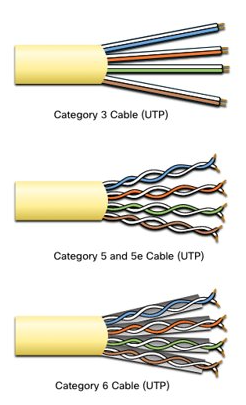 Category 3 Cable (UTP)
Category 5 and 5e Cable (UTP)
Category 6 Cable (UTP)